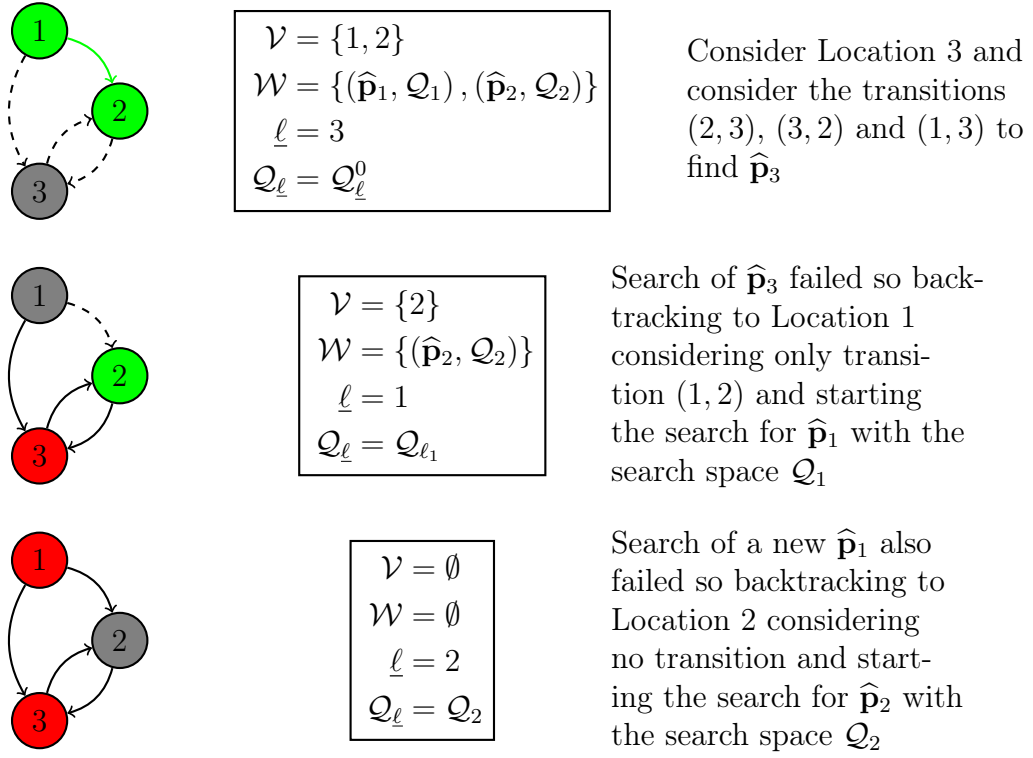 1
2
3
𝒱 = {1, 2}
𝒲 = {(p̂₁, 𝒬₁) , (p̂₂, 𝒬₂)}
ℓ̲ = 3
𝒬_ℓ̲ = 𝒬⁰_ℓ̲
Consider Location 3 and
consider the transitions
(2, 3), (3, 2) and (1, 3) to
find p̂₃
1
2
3
𝒱 = {2}
𝒲 = {(p̂₂, 𝒬₂)}
ℓ̲ = 1
𝒬_ℓ̲ = 𝒬_ℓ₁
Search of p̂₃ failed so back-
tracking to Location 1
considering only transi-
tion (1, 2) and starting
the search for p̂₁ with the
search space 𝒬₁
1
2
3
𝒱 = ∅
𝒲 = ∅
ℓ̲ = 2
𝒬_ℓ̲ = 𝒬₂
Search of a new p̂₁ also
failed so backtracking to
Location 2 considering
no transition and start-
ing the search for p̂₂ with
the search space 𝒬₂